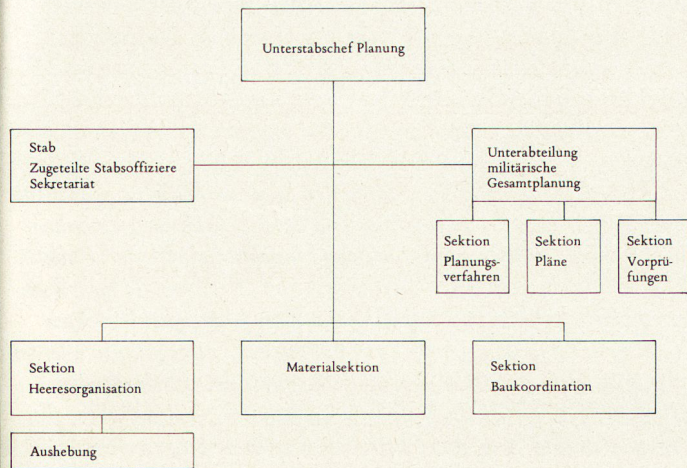 Unterstabschef Planung
Stab
Zugeteilte Stabsoffiziere
Sekretariat
Unterabteilung
militärische
Gesamtplanung
Sektion
Planungs-
verfahren
Sektion
Pläne
Sektion
Vorprü-
fungen
Sektion
Heeresorganisation
Materialsektion
Sektion
Baukoordination
Aushebung